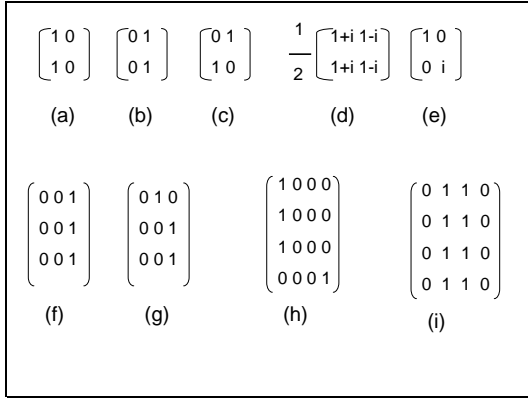 1 0 0 1 0 1 1 1+i 1-i 1 0
1 0 0 1 1 0 2 1+i 1-i 0 i
(a) (b) (c) (d) (e)
0 0 1 0 1 0 1 0 0 0 0 1 1 0
0 0 1 0 0 1 1 0 0 0 0 1 1 0
0 0 1 0 0 1 1 0 0 0 0 1 1 0
0 0 0 1 0 1 1 0
(f) (g) (h) (i)